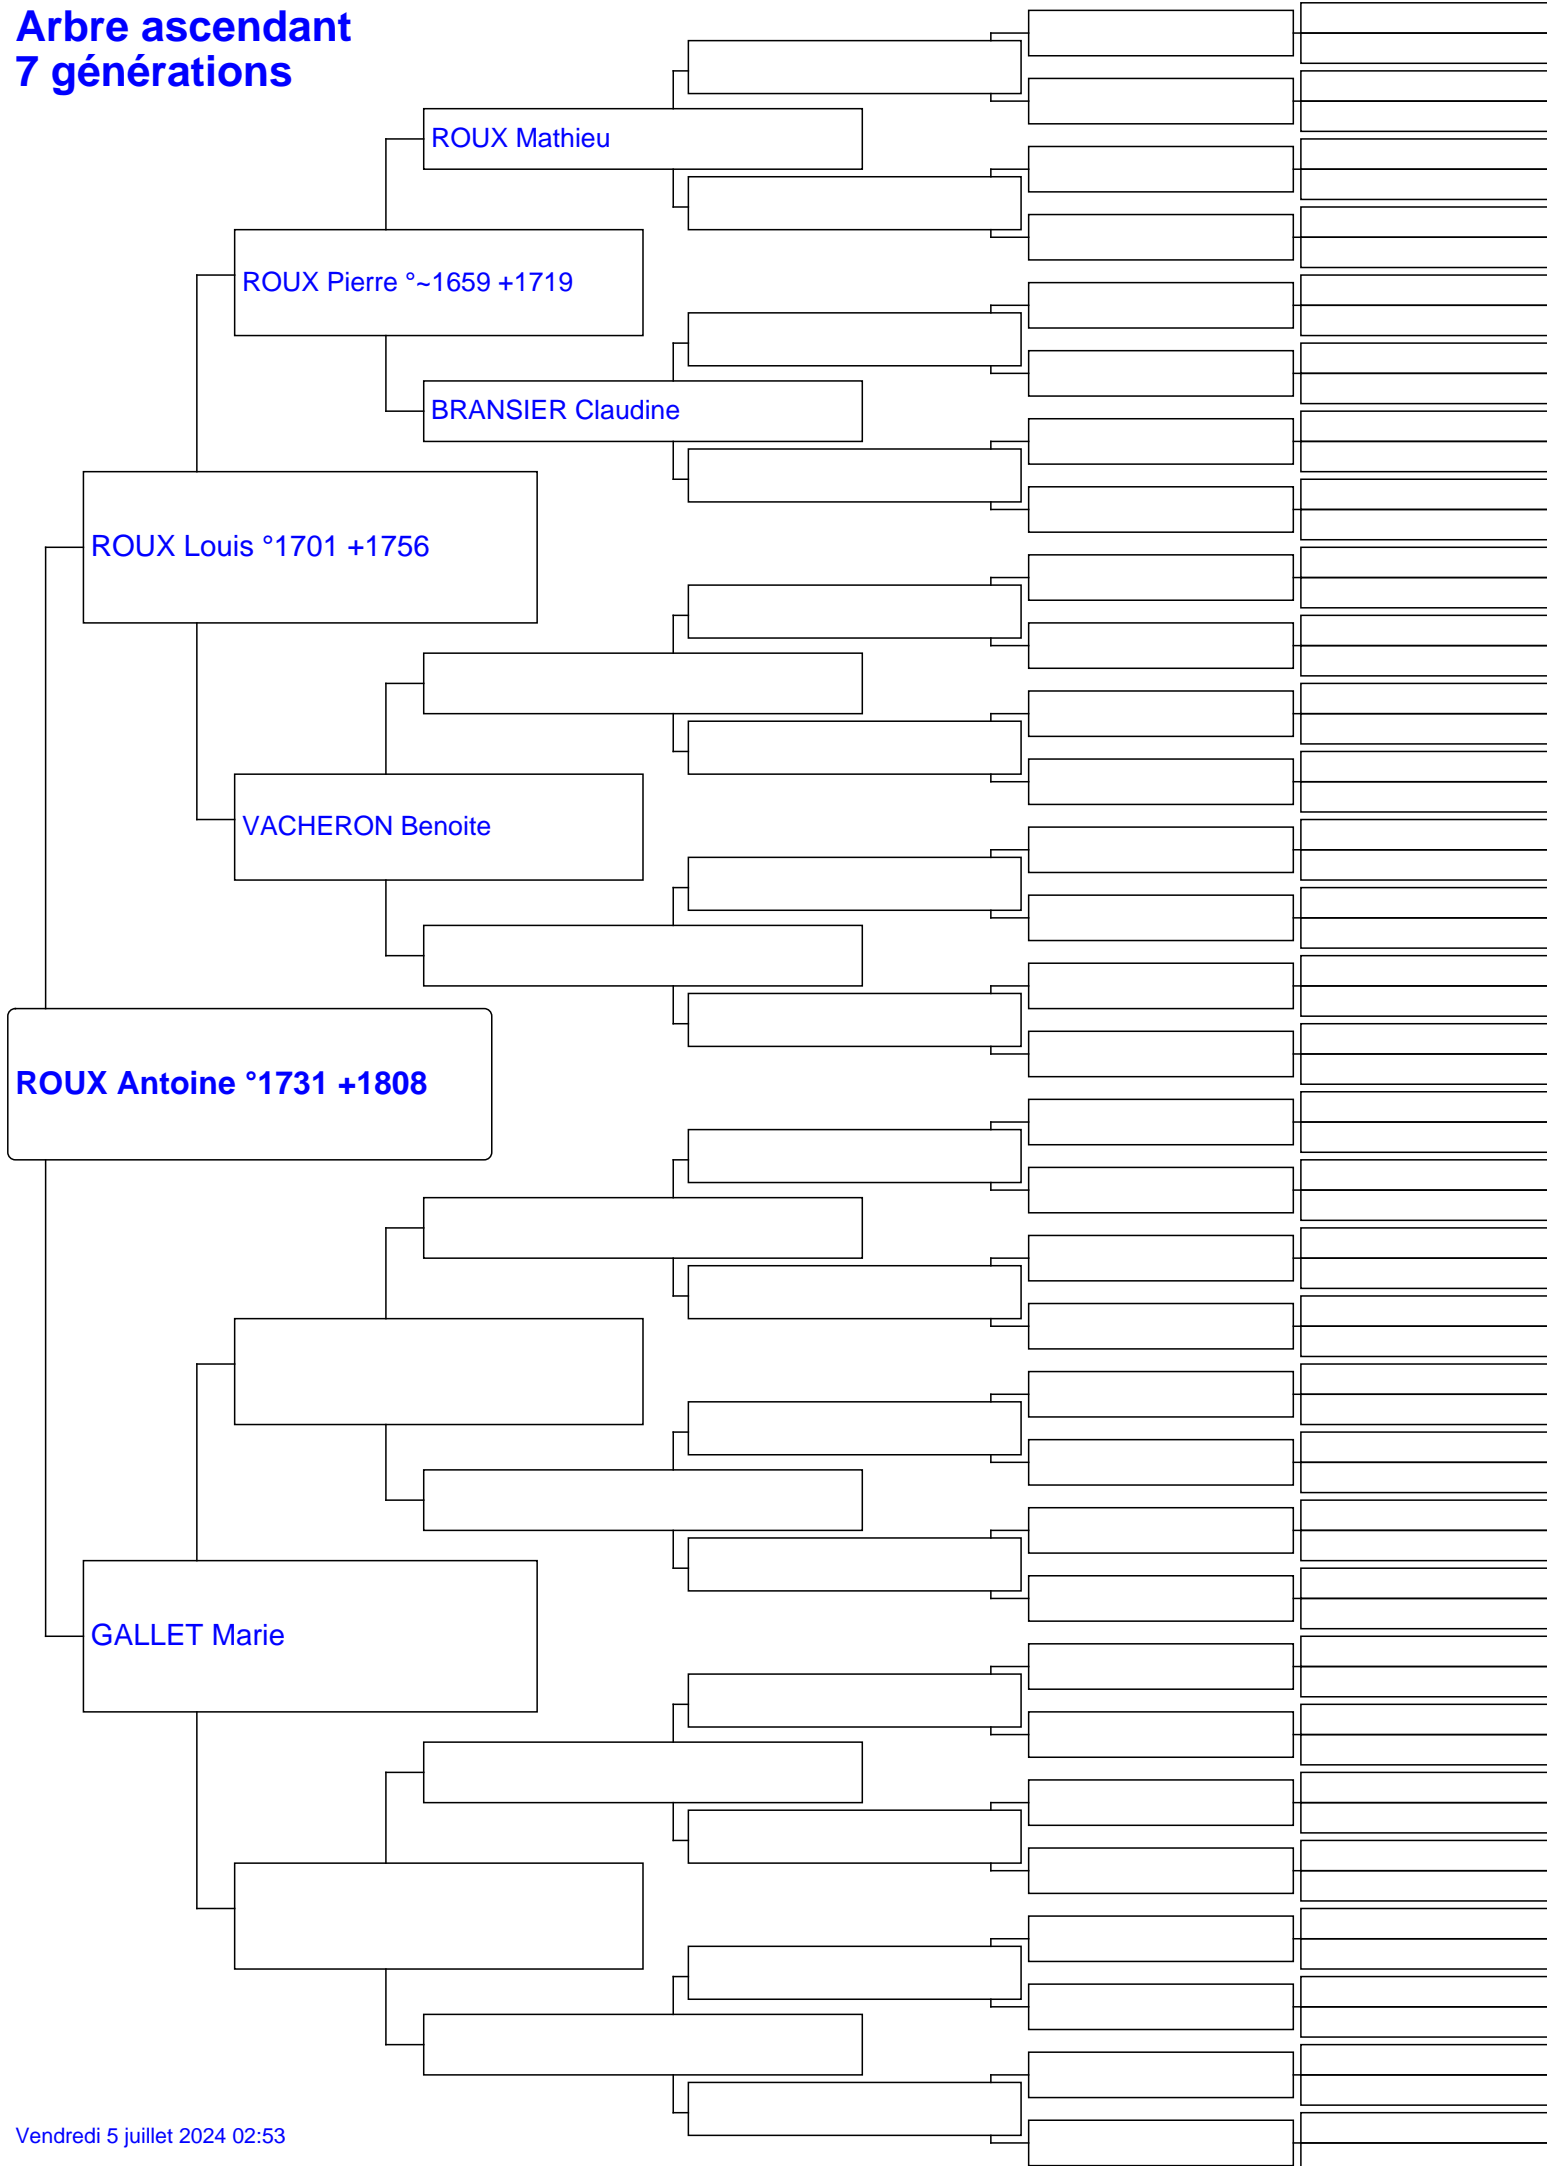 Arbre ascendant
7 générations
ROUX Mathieu
ROUX Pierre °~1659 +1719
BRANSIER Claudine
ROUX Louis °1701 +1756
VACHERON Benoite
ROUX Antoine °1731 +1808
GALLET Marie
Vendredi 5 juillet 2024 02:53